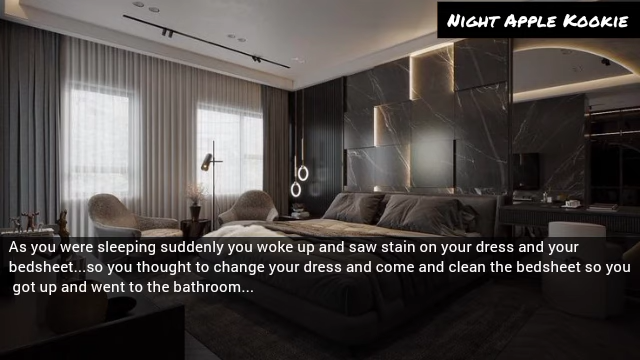 Night Apple Kookie
As you were sleeping suddenly you woke up and saw stain on your dress and your
bedsheet...so you thought to change your dress and come and clean the bedsheet so you
got up and went to the bathroom...